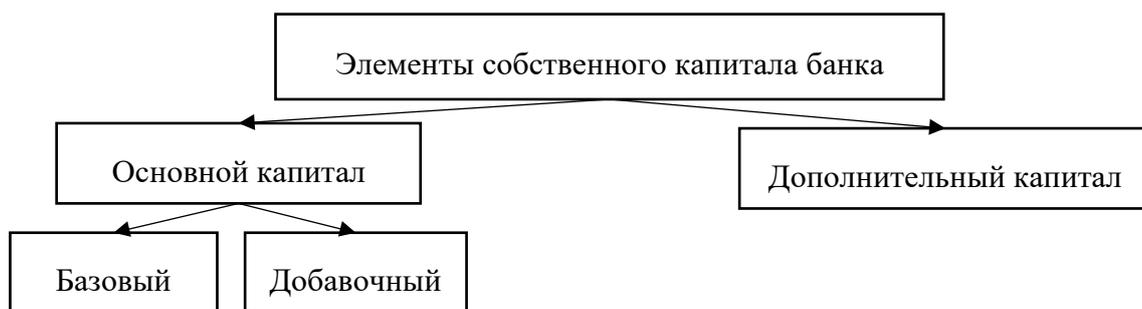 Элементы собственного капитала банка
Основной капитал
Дополнительный капитал
Базовый
Добавочный